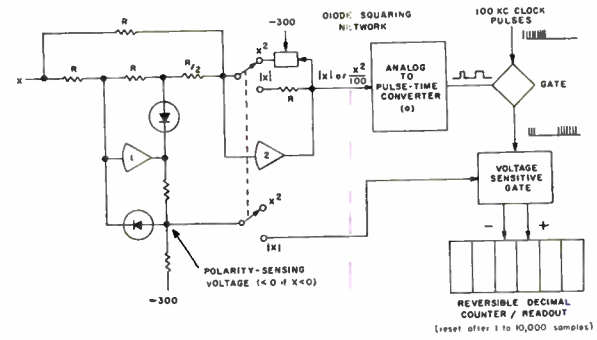 -300
DIODE SQUARING
NETWORK
100 KC CLOCK
PULSES
R
X²
|X|
R
|X| or X²/100
ANALOG
TO
PULSE-TIME
CONVERTER
(a)
GATE
X
R
R
R F2
1
2
VOLTAGE
SENSITIVE
GATE
X²
|X|
- +
POLARITY-SENSING
VOLTAGE (<0 if X<0)
-300
REVERSIBLE DECIMAL
COUNTER / READOUT
(reset after 1 to 10,000 samples)